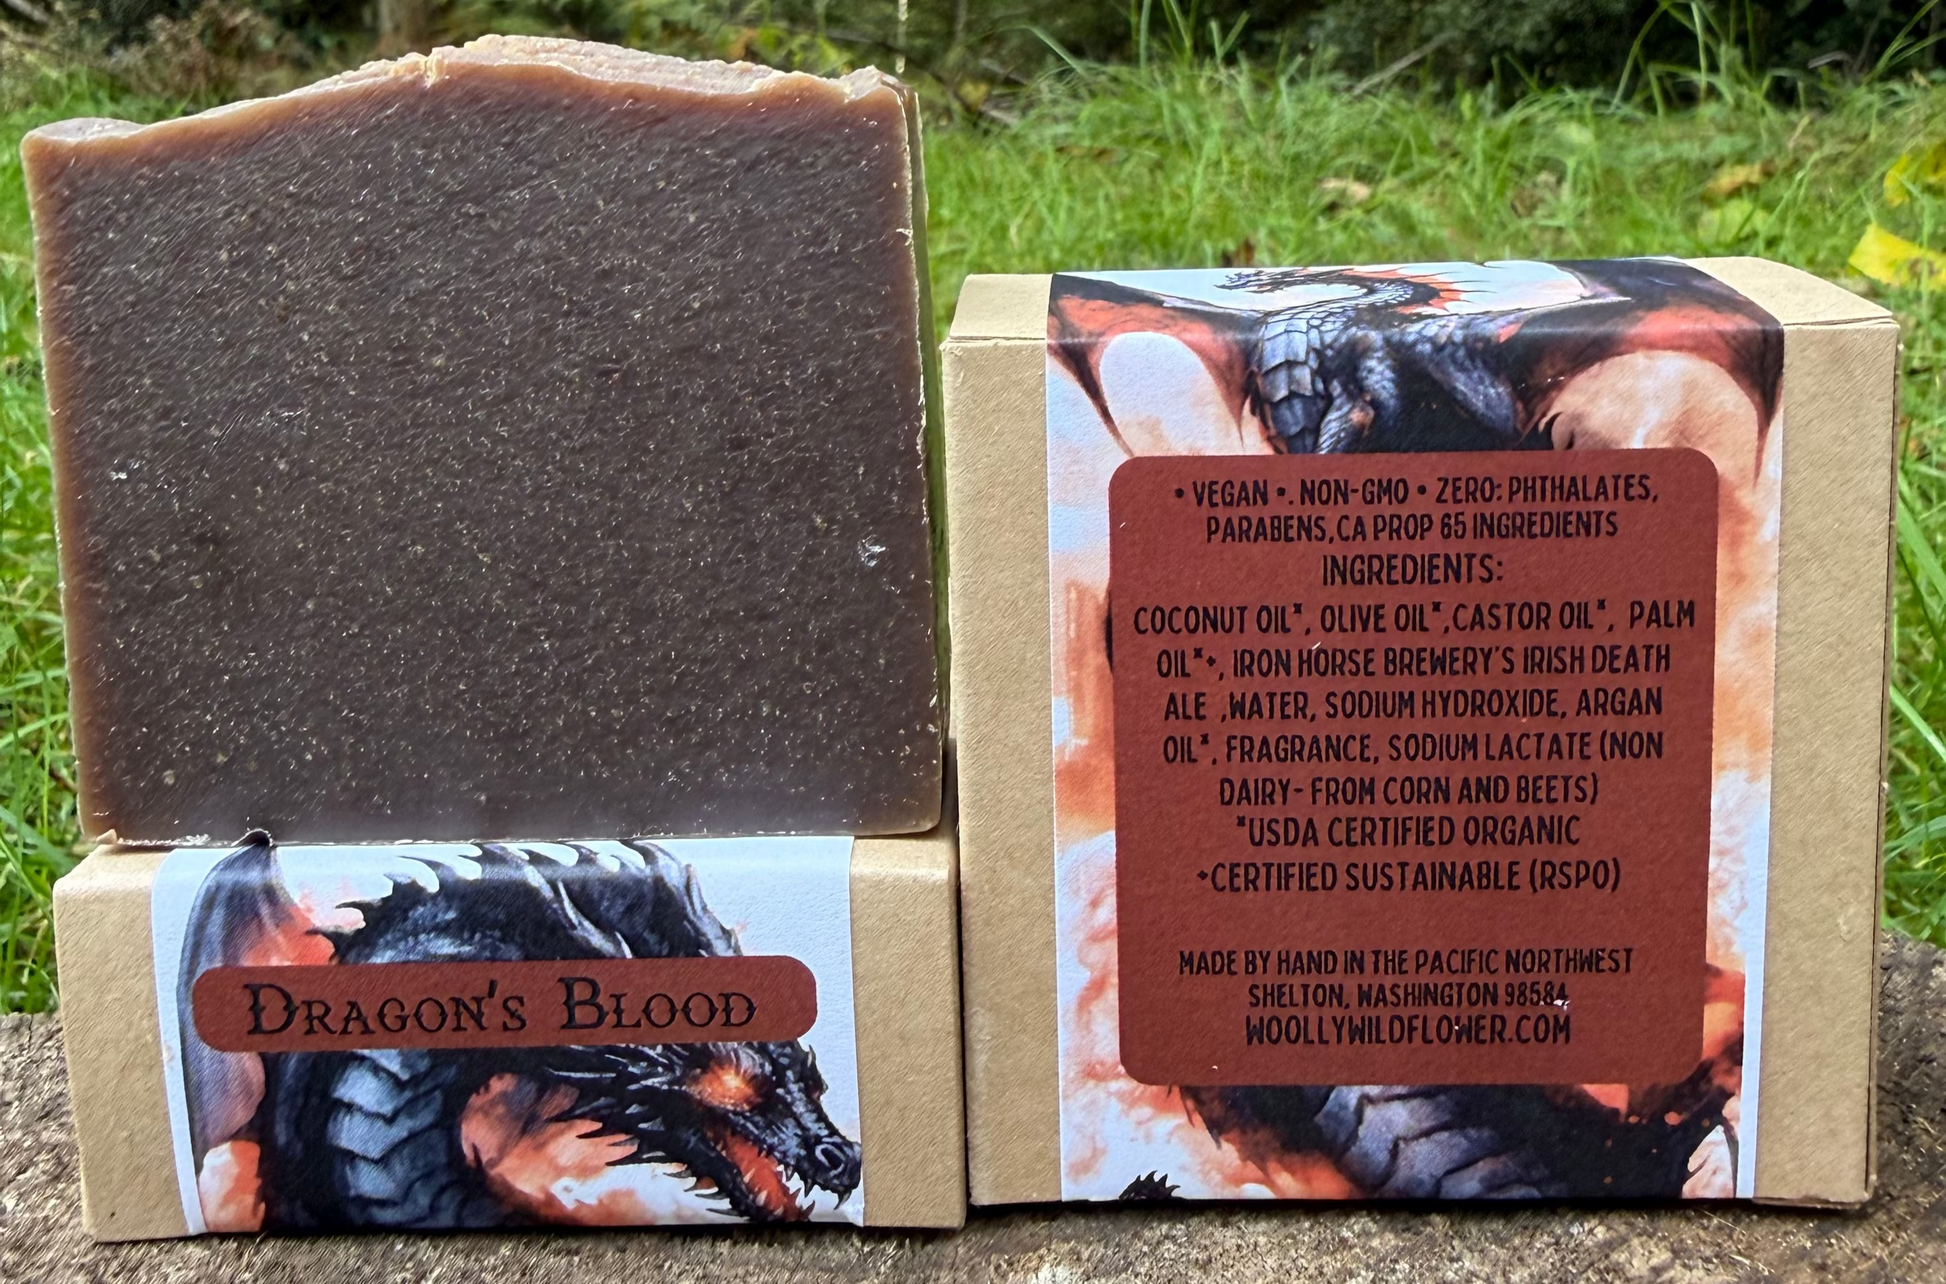 DRAGON'S BLOOD
• VEGAN •. NON-GMO • ZERO: PHTHALATES,
PARABENS, CA PROP 65 INGREDIENTS
INGREDIENTS:
COCONUT OIL*, OLIVE OIL*,CASTOR OIL*, PALM
OIL*+, IRON HORSE BREWERY'S IRISH DEATH
ALE ,WATER, SODIUM HYDROXIDE, ARGAN
OIL*, FRAGRANCE, SODIUM LACTATE (NON
DAIRY- FROM CORN AND BEETS)
*USDA CERTIFIED ORGANIC
+CERTIFIED SUSTAINABLE (RSPO)
MADE BY HAND IN THE PACIFIC NORTHWEST
SHELTON, WASHINGTON 98584
WOOLLYWILDFLOWER.COM